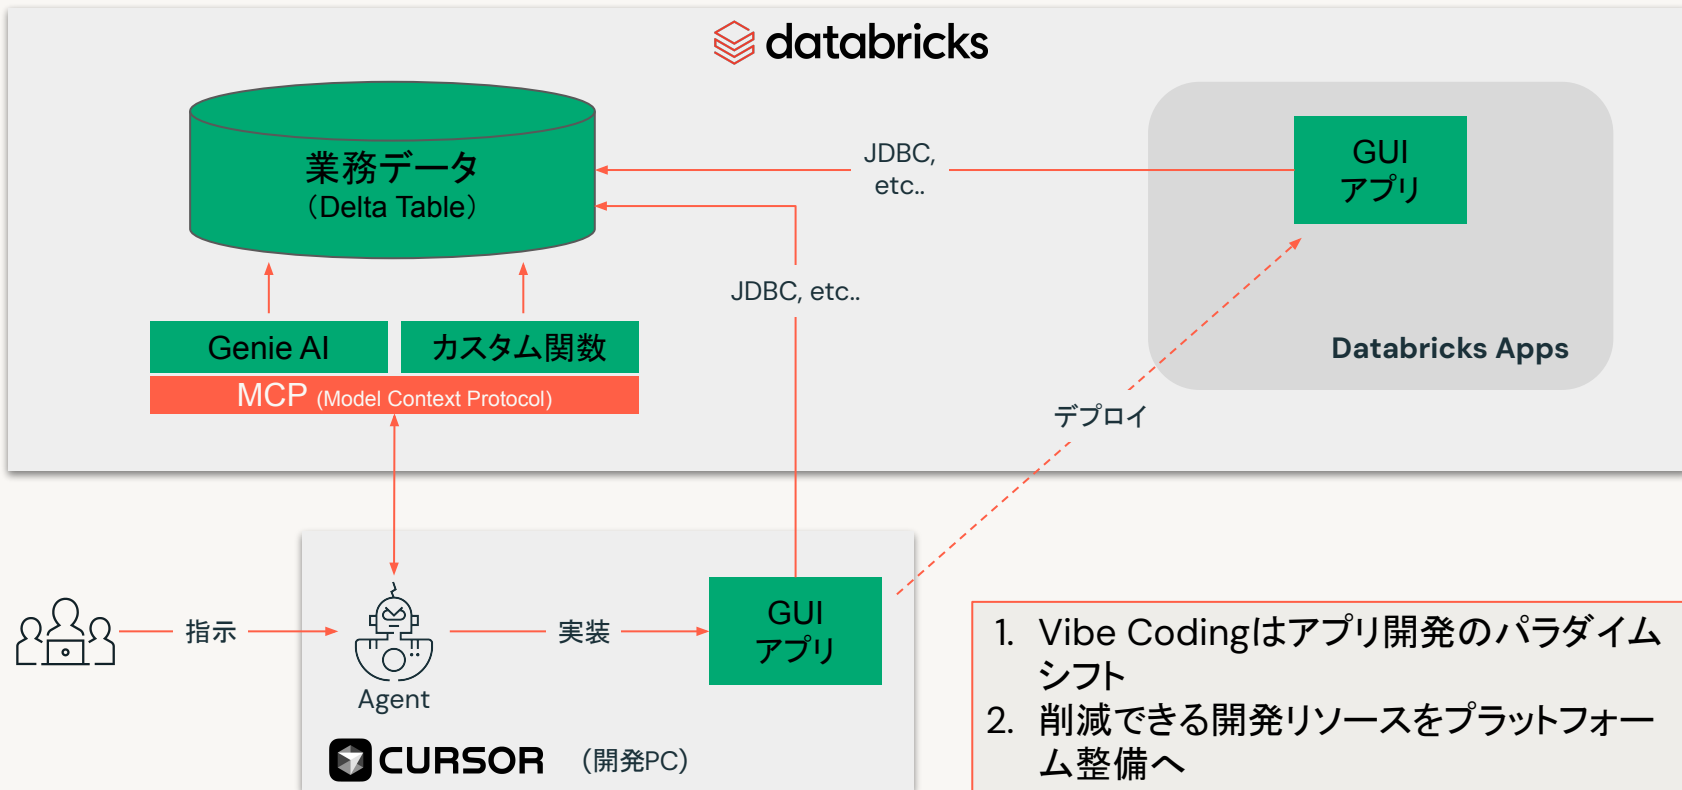 databricks
業務データ
（Delta Table）
JDBC,
etc..
GUI
アプリ
JDBC, etc..
Genie AI
カスタム関数
MCP (Model Context Protocol)
Databricks Apps
デプロイ
指示
実装
GUI
アプリ
Agent
CURSOR (開発PC)
1. Vibe Codingはアプリ開発のパラダイム
シフト
2. 削減できる開発リソースをプラットフォー
ム整備へ